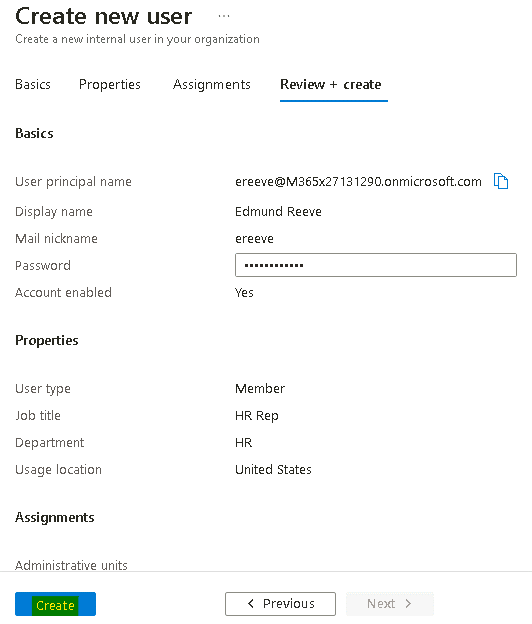 Create new user ...
Create a new internal user in your organization
Basics Properties Assignments Review + create
Basics
User principal name ereeve@M365x27131290.onmicrosoft.com
Display name Edmund Reeve
Mail nickname ereeve
Password ••••••••••••
Account enabled Yes
Properties
User type Member
Job title HR Rep
Department HR
Usage location United States
Assignments
Administrative units
Create < Previous Next >